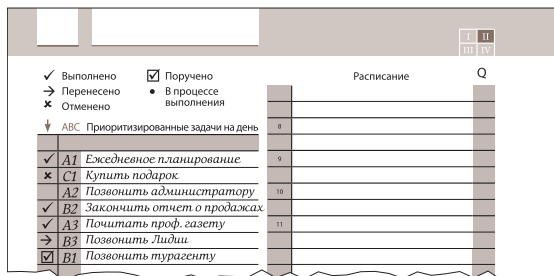 I II
III IV
✓ Выполнено ☑ Поручено
→ Перенесено • В процессе выполнения
✗ Отменено
Расписание Q
ABC Приоритизированные задачи на день
8
✓ A1 Ежедневное планирование
9
✗ C1 Купить подарок
A2 Позвонить администратору
10
✓ B2 Закончить отчет о продажах
✓ A3 Почитать проф. газету
11
→ B3 Позвонить Лидии
☑ B1 Позвонить турагенту